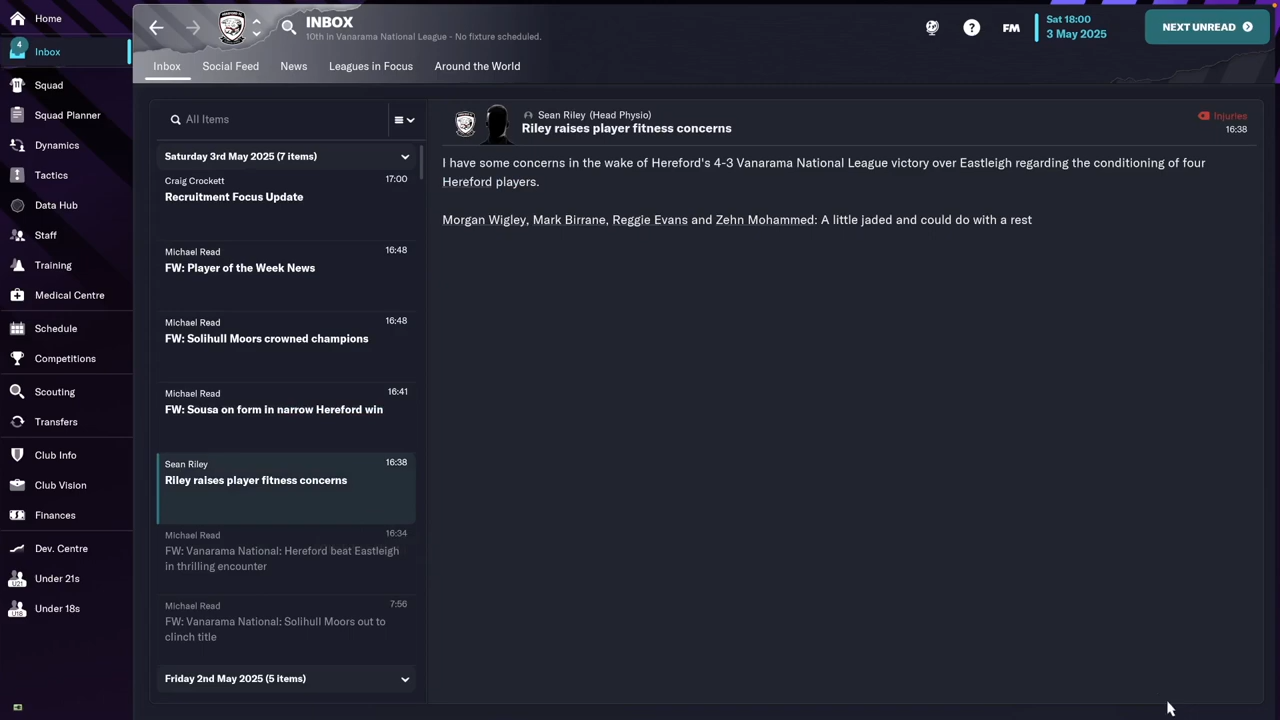 Home
4
Inbox
Squad
Squad Planner
Dynamics
Tactics
Data Hub
Staff
Training
Medical Centre
Schedule
Competitions
Scouting
Transfers
Club Info
Club Vision
Finances
Dev. Centre
U21
Under 21s
U18
Under 18s
INBOX
10th in Vanarama National League - No fixture scheduled.
?
FM
Sat 18:00
3 May 2025
NEXT UNREAD
Inbox
Social Feed
News
Leagues in Focus
Around the World
All Items
Saturday 3rd May 2025 (7 items)
Craig Crockett 17:00
Recruitment Focus Update
Michael Read 16:48
FW: Player of the Week News
Michael Read 16:48
FW: Solihull Moors crowned champions
Michael Read 16:41
FW: Sousa on form in narrow Hereford win
Sean Riley 16:38
Riley raises player fitness concerns
Michael Read 16:34
FW: Vanarama National: Hereford beat Eastleigh
in thrilling encounter
Michael Read 7:56
FW: Vanarama National: Solihull Moors out to
clinch title
Friday 2nd May 2025 (5 items)
Sean Riley (Head Physio)
Riley raises player fitness concerns
Injuries
16:38
I have some concerns in the wake of Hereford's 4-3 Vanarama National League victory over Eastleigh regarding the conditioning of four
Hereford players.
Morgan Wigley, Mark Birrane, Reggie Evans and Zehn Mohammed: A little jaded and could do with a rest